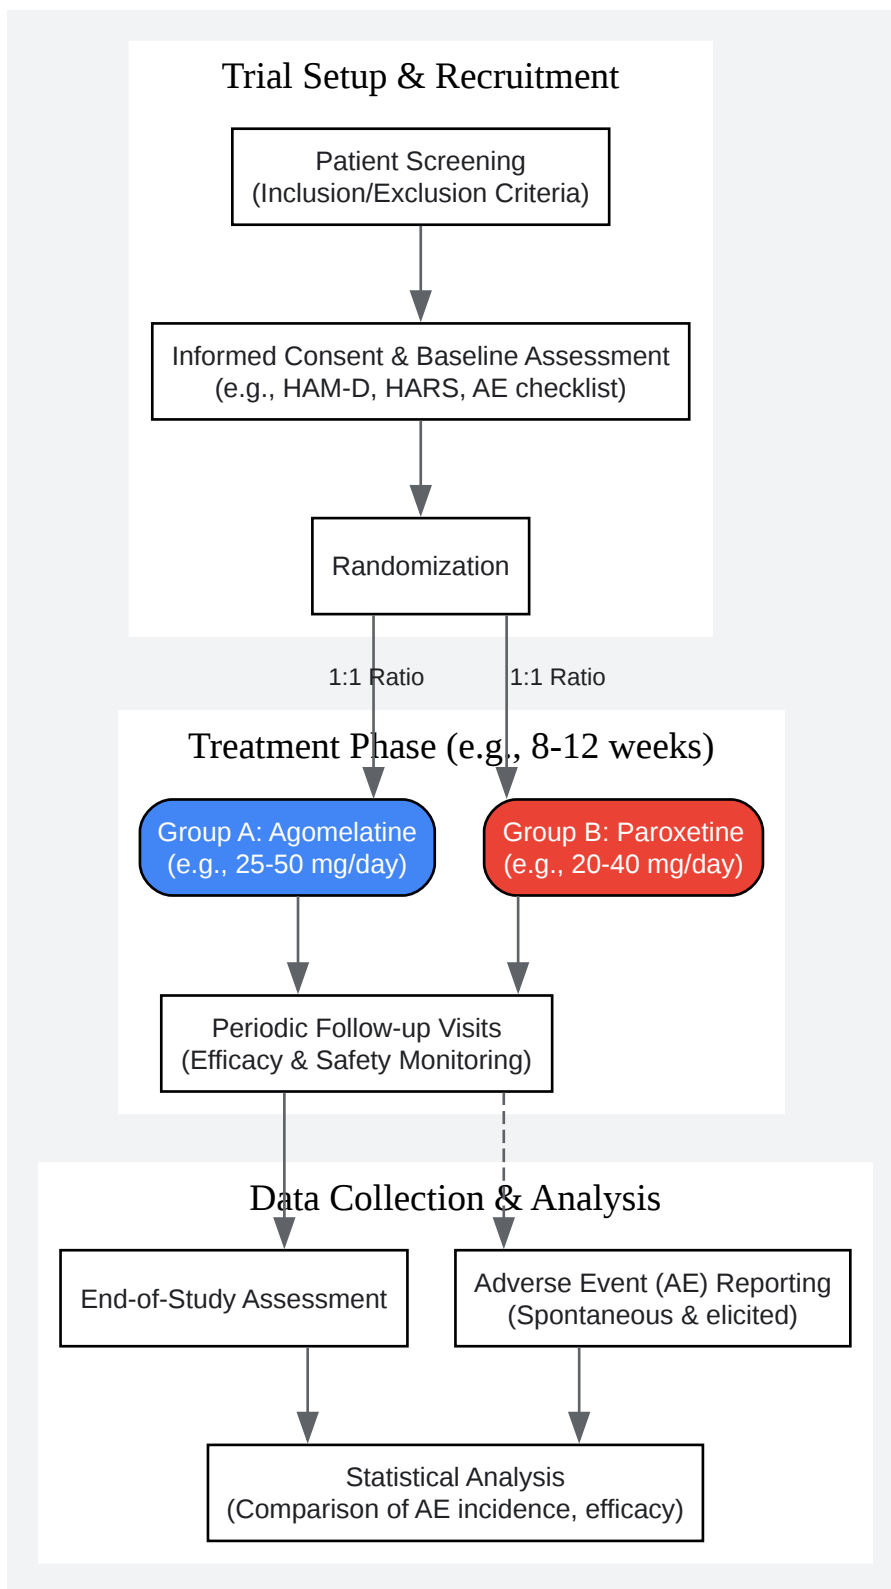 Trial Setup & Recruitment
Patient Screening
(Inclusion/Exclusion Criteria)
Informed Consent & Baseline Assessment
(e.g., HAM-D, HARS, AE checklist)
Randomization
1:1 Ratio
1:1 Ratio
Treatment Phase (e.g., 8-12 weeks)
Group A: Agomelatine
(e.g., 25-50 mg/day)
Group B: Paroxetine
(e.g., 20-40 mg/day)
Periodic Follow-up Visits
(Efficacy & Safety Monitoring)
Data Collection & Analysis
End-of-Study Assessment
Adverse Event (AE) Reporting
(Spontaneous & elicited)
Statistical Analysis
(Comparison of AE incidence, efficacy)